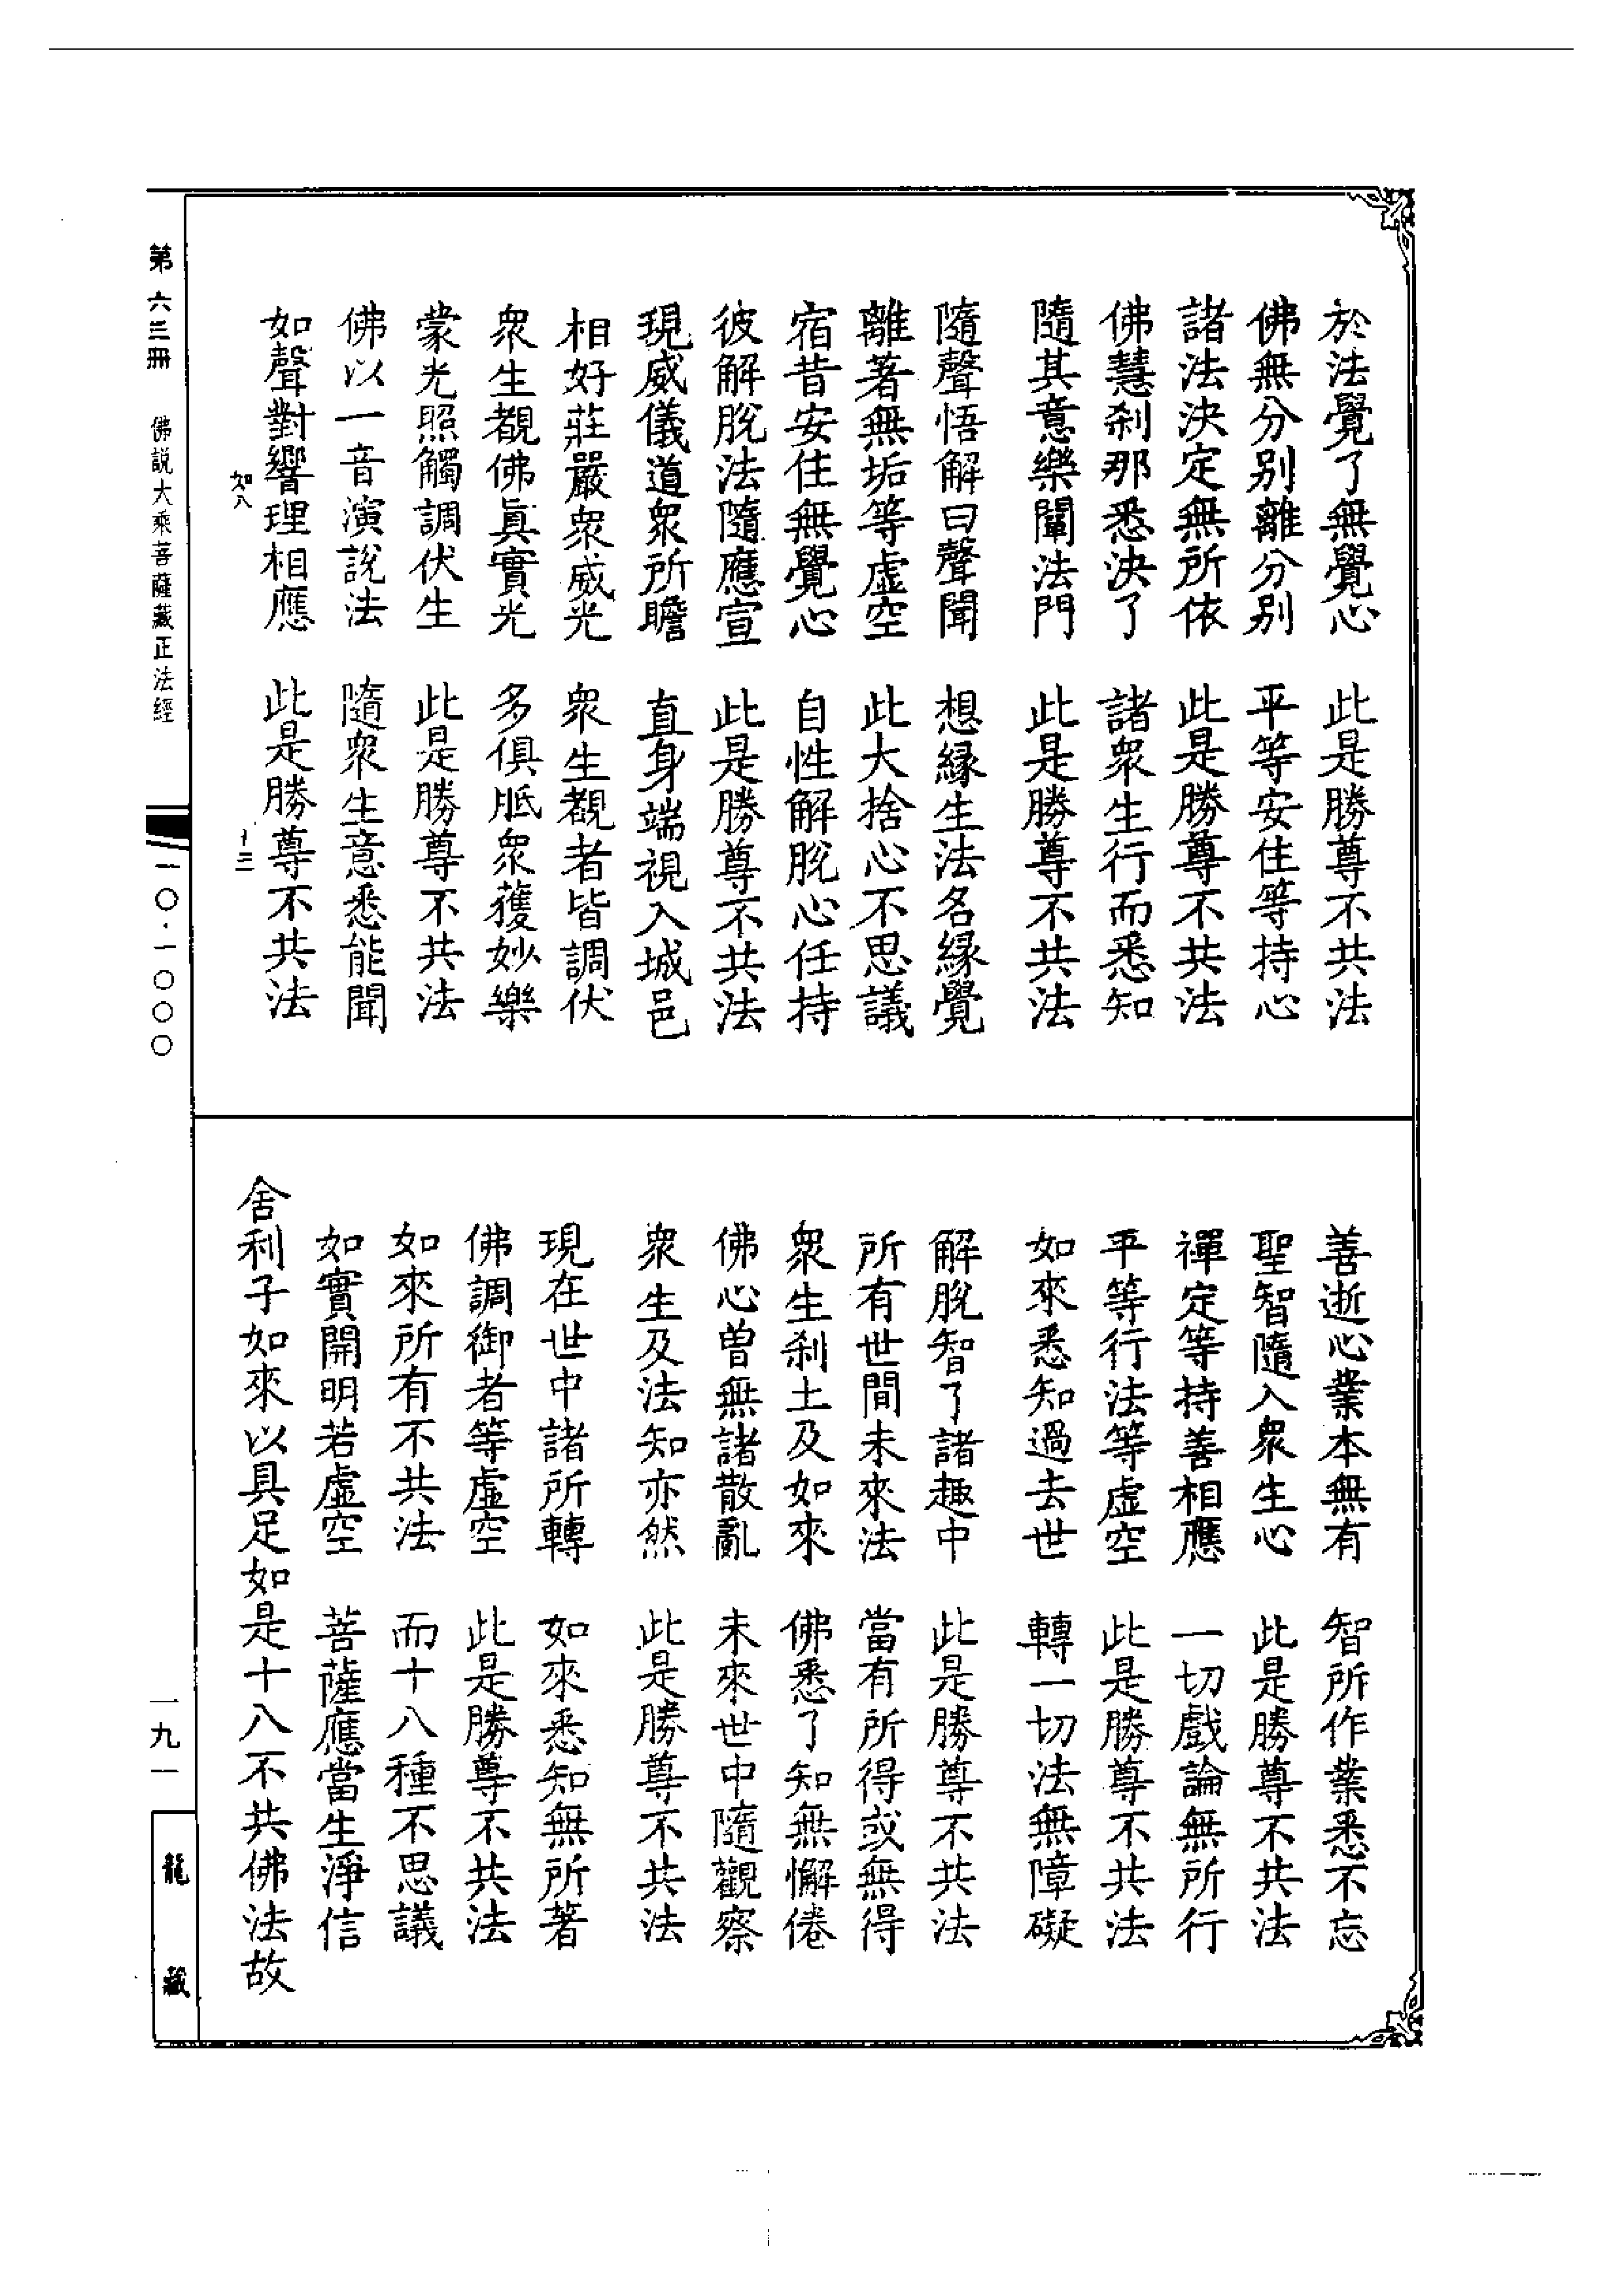 於法覺了無覺心　此是勝尊不共法
佛無分别離分别　平等安住等持心
諸法決定無所依　此是勝尊不共法
佛慧刹那悉決了　諸衆生行而悉知
隨其意樂闡法門　此是勝尊不共法
隨聲悟解曰聲聞　想緣生法名緣覺
離著無垢等虛空　此大捨心不思議
宿昔安住無覺心　自性解脫心任持
彼解脫法隨應宣　此是勝尊不共法
現威儀道衆所瞻　直身端視入城邑
相好莊嚴衆威光　衆生觀者皆調伏
衆生覩佛眞實光　多俱胝衆獲妙樂
蒙光照觸調伏生　此是勝尊不共法
佛以一音演說法　隨衆生意悉能聞
如聲對響理相應　此是勝尊不共法
如八　十三
善逝心業本無有　智所作業悉不忘
聖智隨入衆生心　此是勝尊不共法
禪定等持善相應　一切戲論無所行
平等行法等虛空　此是勝尊不共法
如來悉知過去世　轉一切法無障礙
解脫智了諸趣中　此是勝尊不共法
所有世間未來法　當有所得或無得
衆生刹土及如來　佛悉了知無懈倦
佛心曾無諸散亂　未來世中隨觀察
衆生及法知亦然　此是勝尊不共法
現在世中諸所轉　如來悉知無所著
佛調御者等虛空　此是勝尊不共法
如來所有不共法　而十八種不思議
如實開明若虛空　菩薩應當生淨信
舍利子如來以具足如是十八不共佛法故
第六三冊　佛説大乘菩薩藏正法經　一〇·一〇〇〇　一九一　龍藏